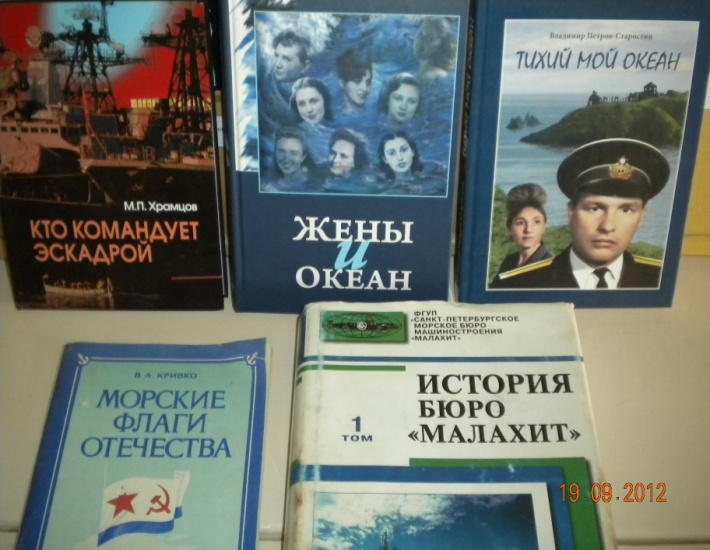 М.П. Храмцов
КТО КОМАНДУЕТ
ЭСКАДРОЙ
ЖЕНЫ
и
ОКЕАН
Владимир Петров-Старостин
ТИХИЙ МОЙ ОКЕАН
В. А. КРИВКО
МОРСКИЕ
ФЛАГИ
ОТЕЧЕСТВА
ФГУП
«САНКТ-ПЕТЕРБУРГСКОЕ
МОРСКОЕ БЮРО
МАШИНОСТРОЕНИЯ
«МАЛАХИТ»
ИСТОРИЯ
БЮРО
«МАЛАХИТ»
1
ТОМ
19 09 2012